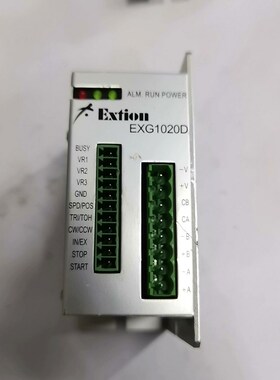 ALM. RUN POWER
Extion
EXG1020D
BUSY
VR1
VR2
VR3
GND
SPD/POS
TRI/TOH
CW/CCW
IN/EX
STOP
START
-V
+V
CB
CA
-B
+B
-A
+A